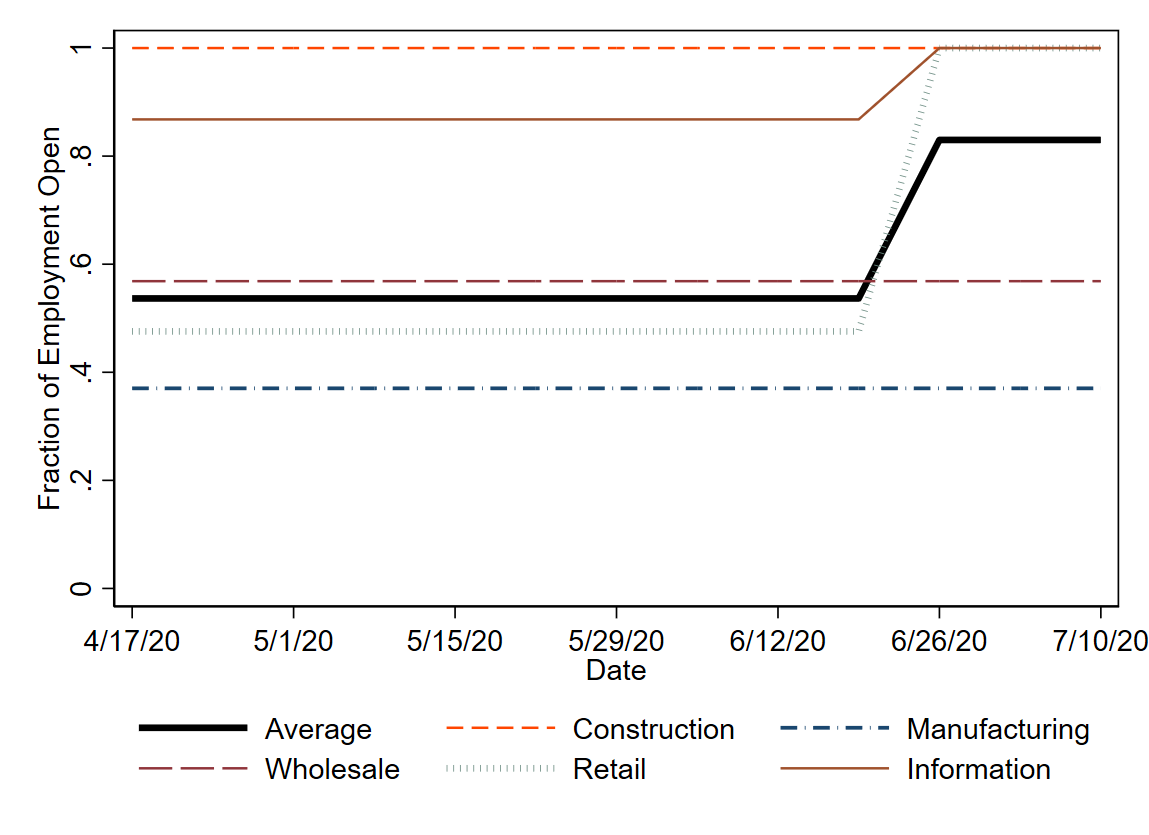 Fraction of Employment Open
1
.8
.6
.4
.2
0
4/17/20 5/1/20 5/15/20 5/29/20 6/12/20 6/26/20 7/10/20
Date
Average Construction Manufacturing
Wholesale Retail Information